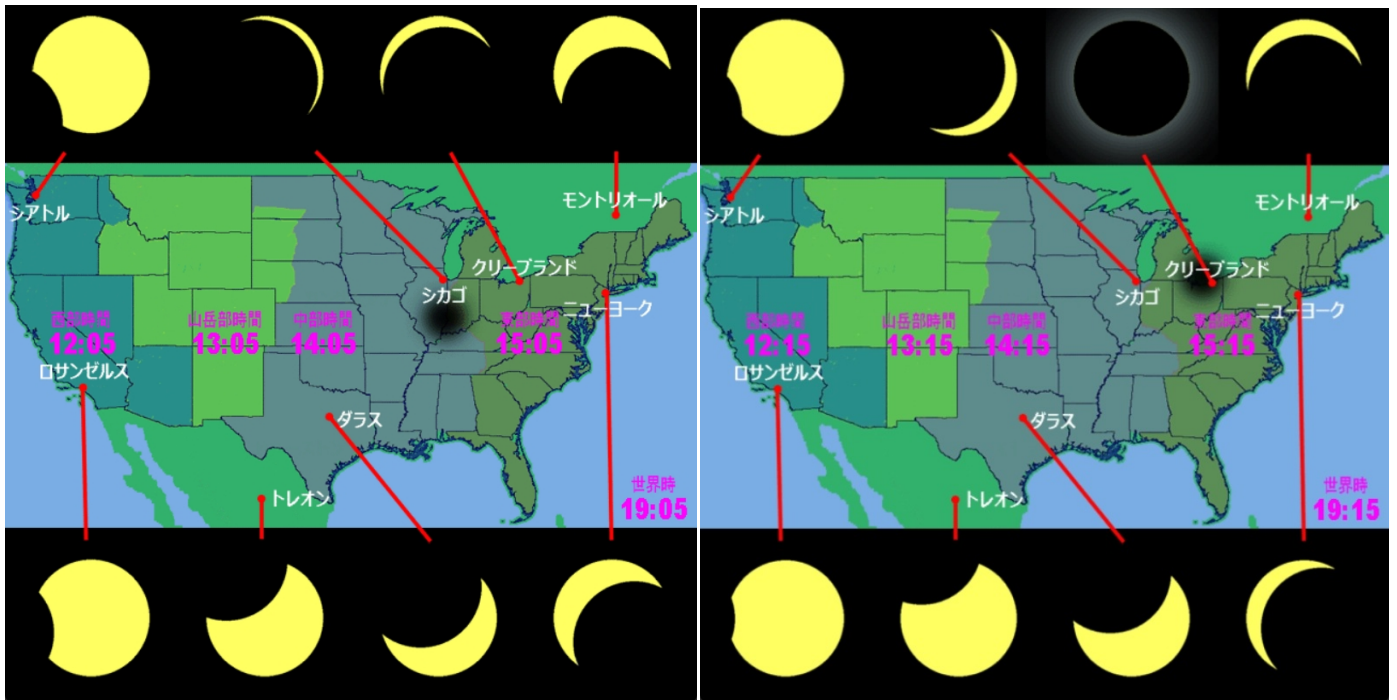 シアトル
モントリオール
クリーブランド
シカゴ
ニューヨーク
西部時間
12:05
山岳部時間
13:05
中部時間
14:05
東部時間
15:05
ロサンゼルス
ダラス
トレオン
世界時
19:05
シアトル
モントリオール
クリーブランド
シカゴ
ニューヨーク
西部時間
12:15
山岳部時間
13:15
中部時間
14:15
東部時間
15:15
ロサンゼルス
ダラス
トレオン
世界時
19:15